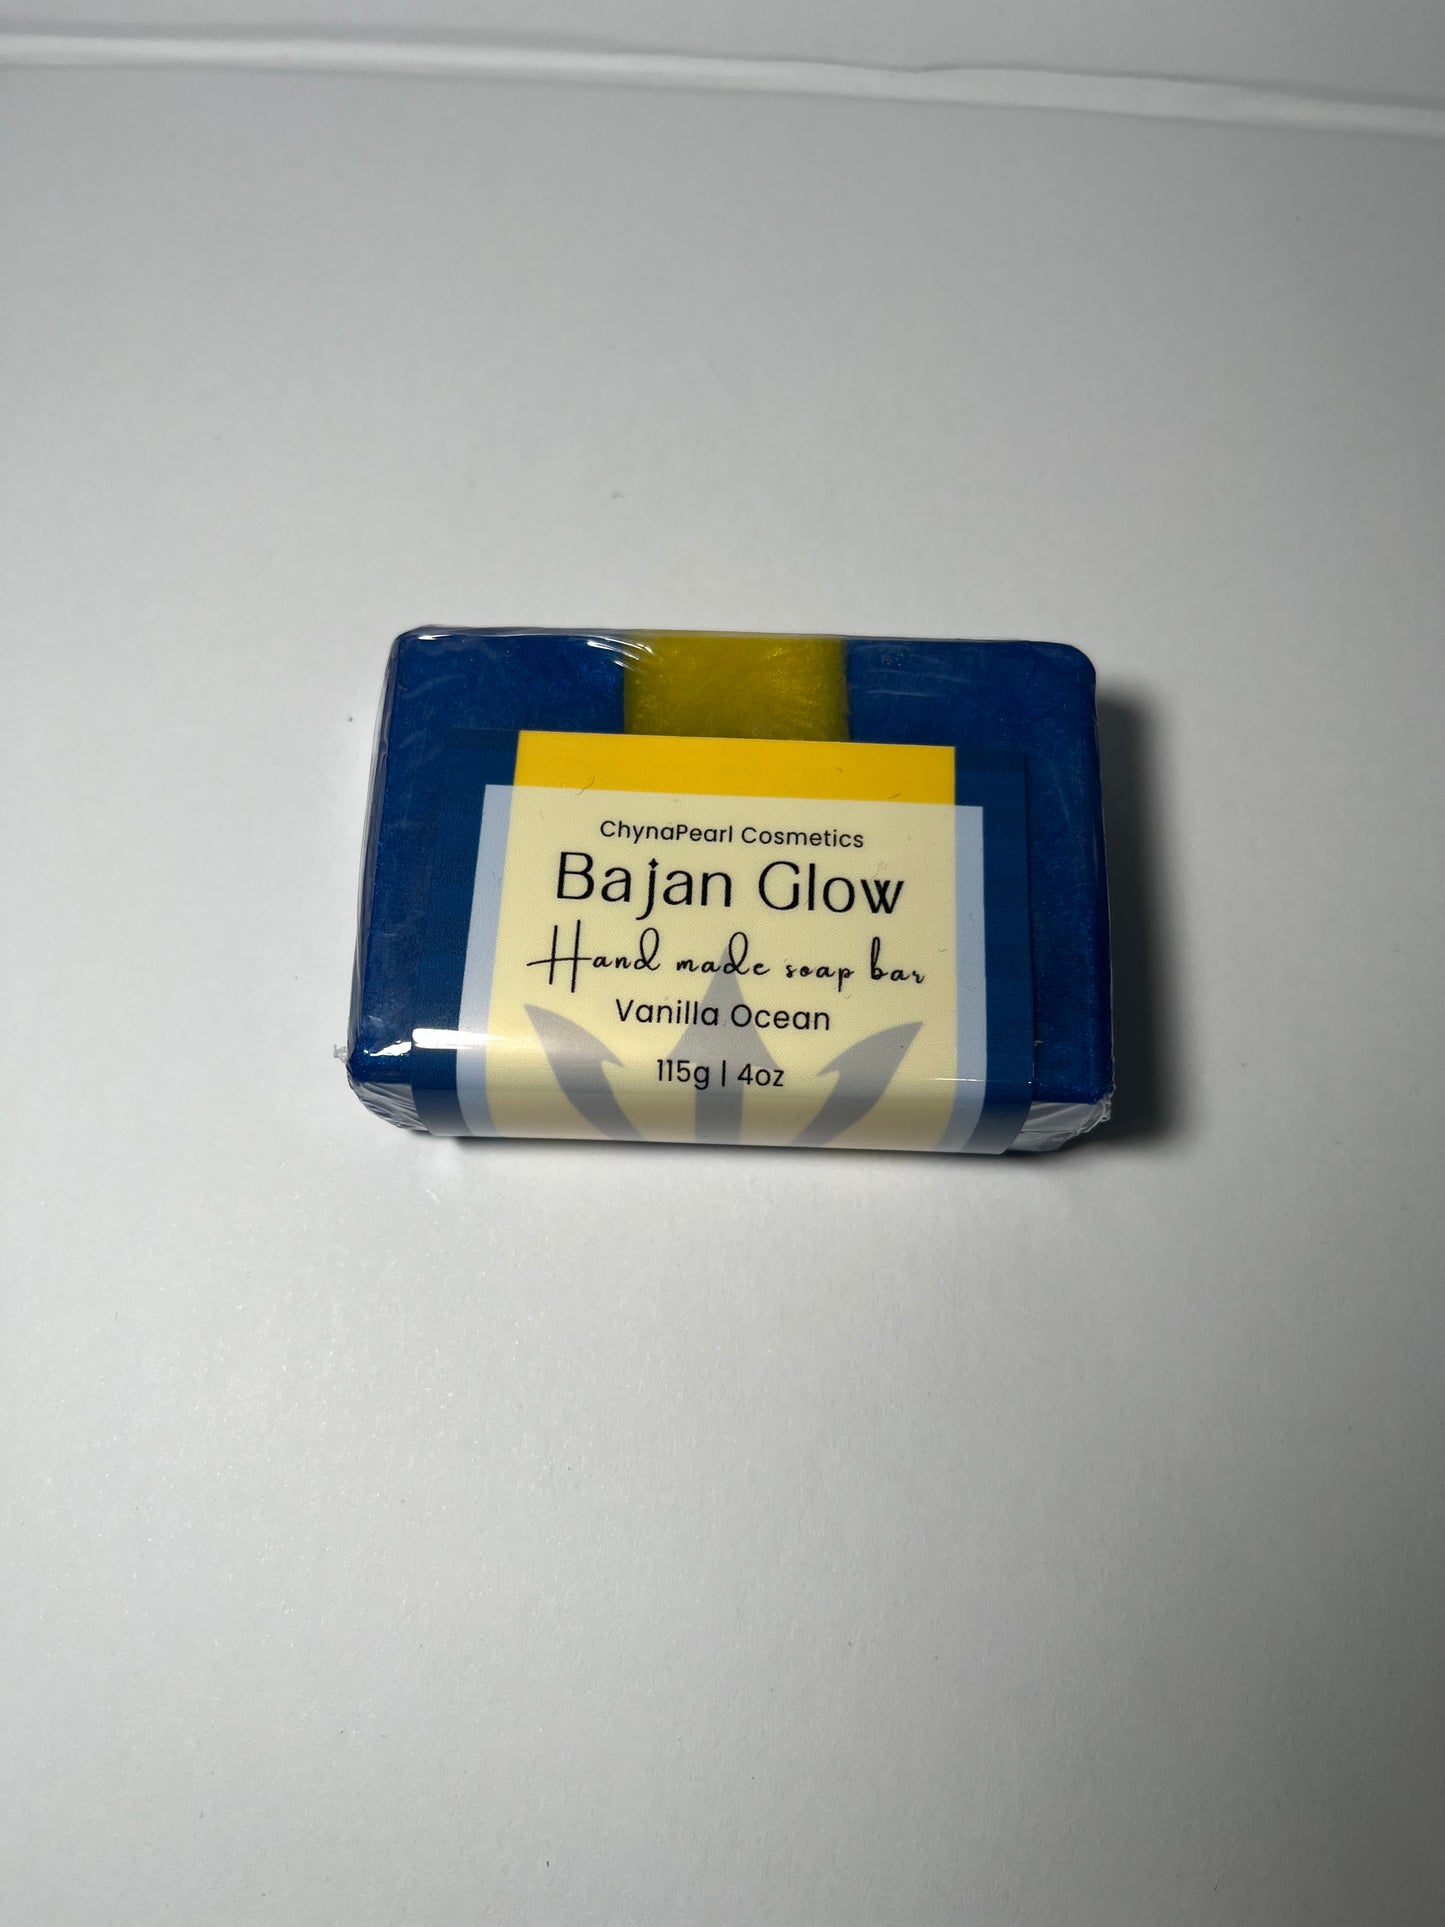 ChynaPearl Cosmetics
Bajan Glow
Hand made soap bar
Vanilla Ocean
115g | 4oz